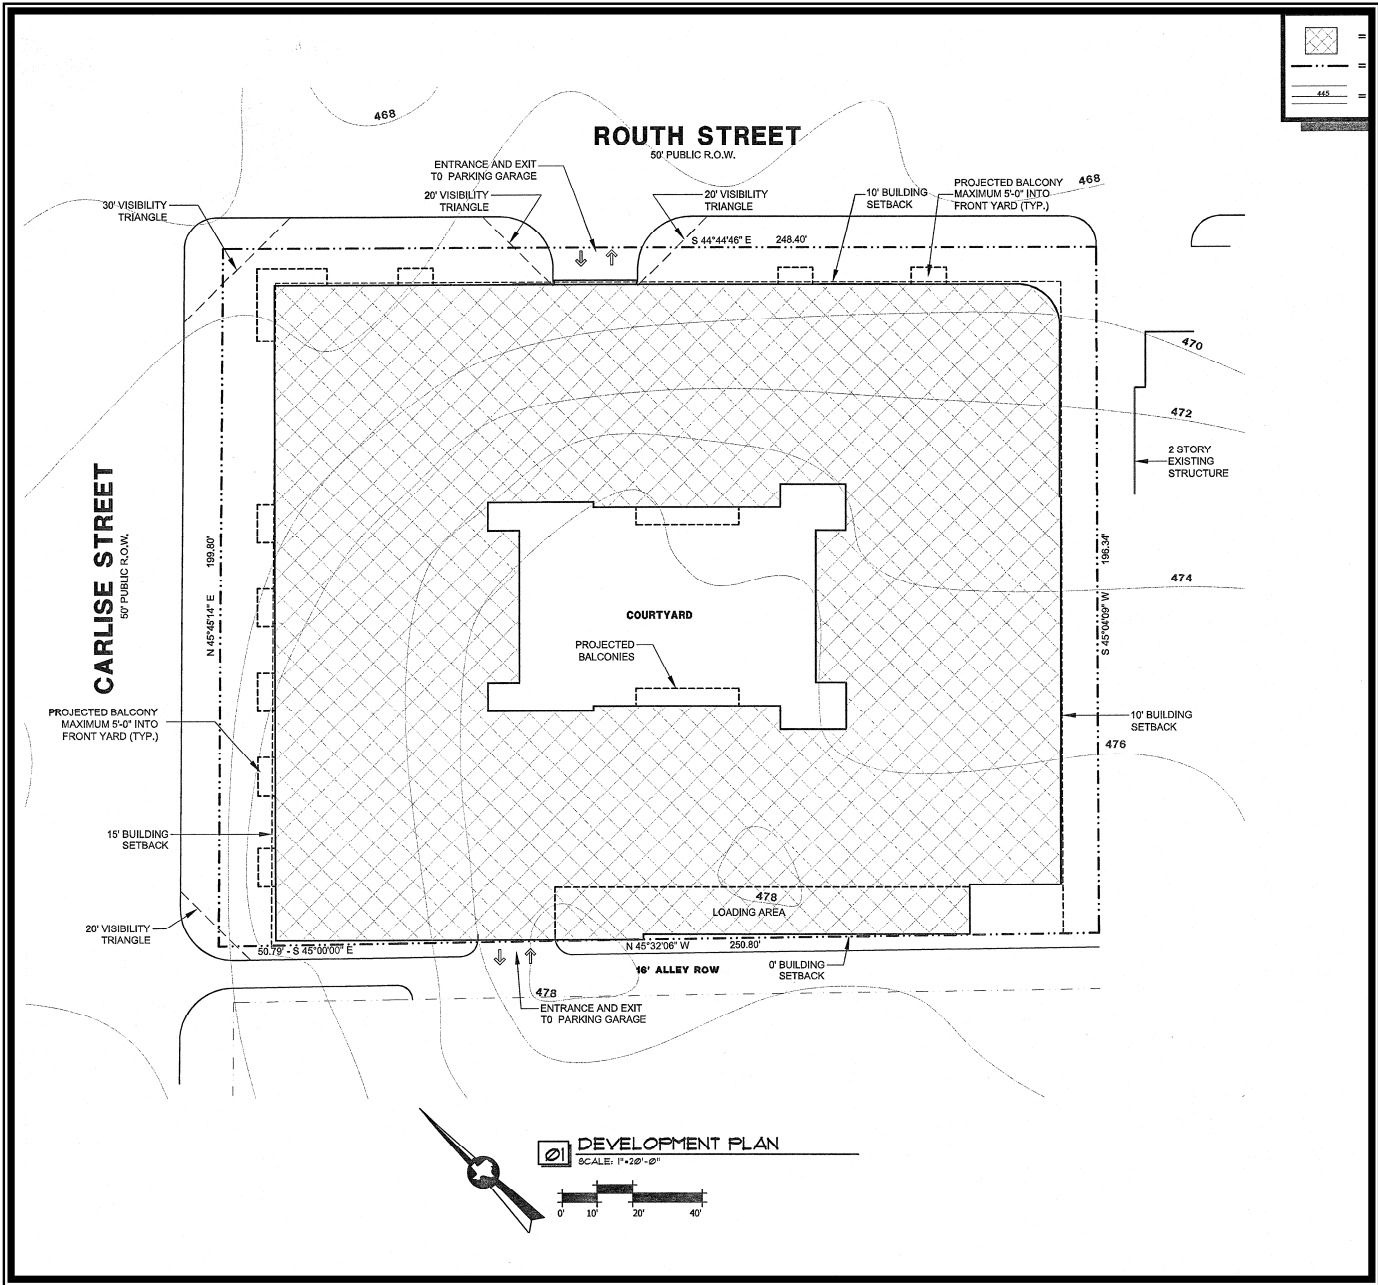 =
=
445
=
468
ROUTH STREET
50' PUBLIC R.O.W.
ENTRANCE AND EXIT
TO PARKING GARAGE
468
30' VISIBILITY
TRIANGLE
20' VISIBILITY
TRIANGLE
20' VISIBILITY
TRIANGLE
10' BUILDING
SETBACK
PROJECTED BALCONY
MAXIMUM 5'-0" INTO
FRONT YARD (TYP.)
S 44°44'46" E 248.40'
470
472
2 STORY
EXISTING
STRUCTURE
CARLISE STREET
50' PUBLIC R.O.W.
N 45°45'14" E 199.80'
S 45°04'09" W 196.34'
474
COURTYARD
PROJECTED
BALCONIES
PROJECTED BALCONY
MAXIMUM 5'-0" INTO
FRONT YARD (TYP.)
10' BUILDING
SETBACK
476
15' BUILDING
SETBACK
478
LOADING AREA
20' VISIBILITY
TRIANGLE
50.79' - S 45°00'00" E
N 45°32'06" W 250.80'
16' ALLEY ROW
0' BUILDING
SETBACK
478
ENTRANCE AND EXIT
TO PARKING GARAGE
01 DEVELOPMENT PLAN
SCALE: 1"=20'-0"
0' 10' 20' 40'